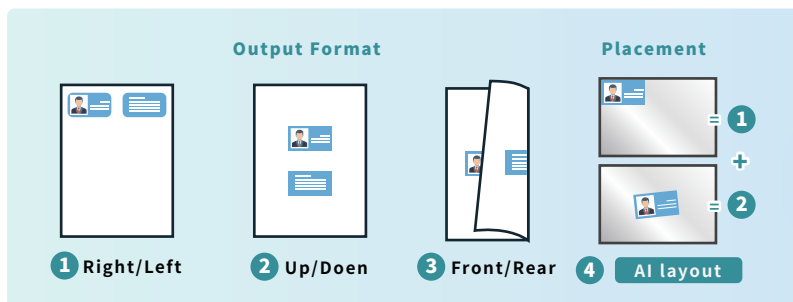 Output Format
Placement
= 1
+
= 2
1 Right/Left
2 Up/Doen
3 Front/Rear
4 AI layout